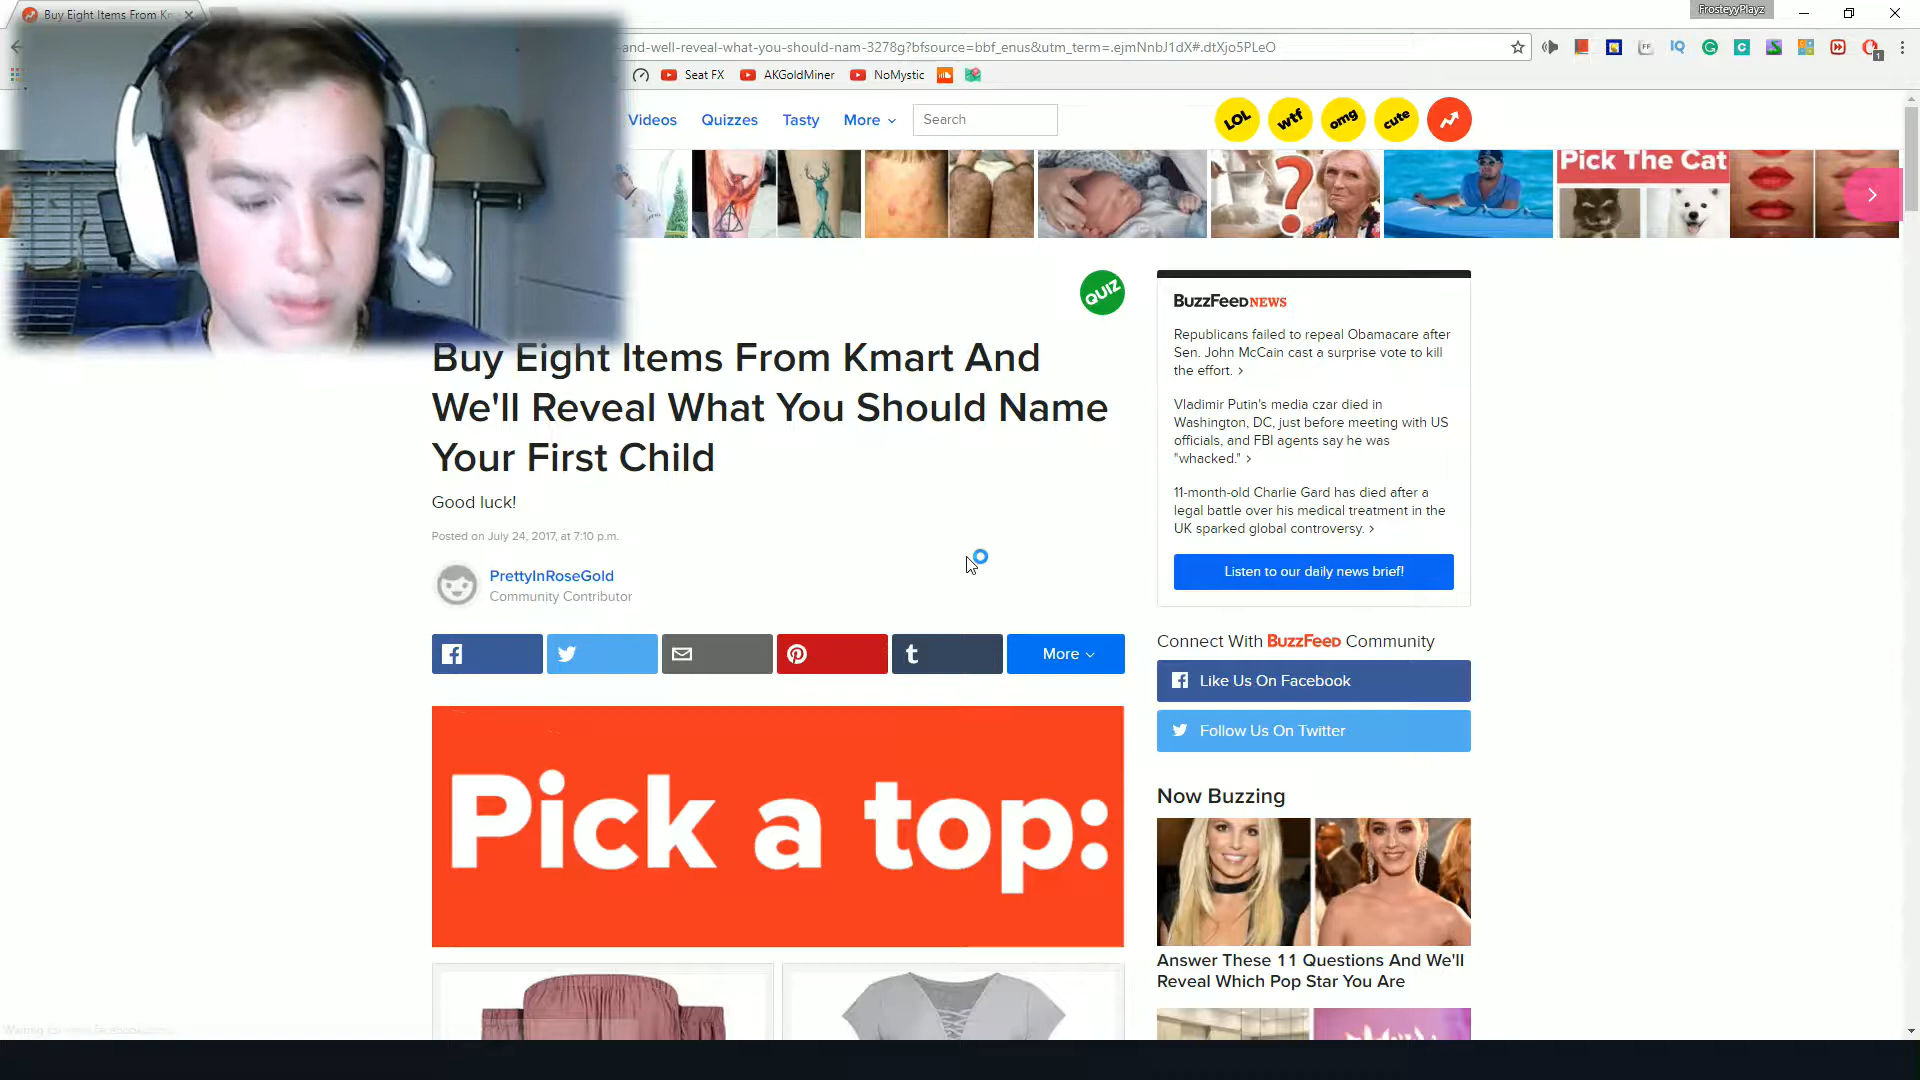 Buy Eight Items From Km
FrosteyyPlayz
-and-well-reveal-what-you-should-nam-3278g?bfsource=bbf_enus&utm_term=.ejmNnbJ1dX#.dtXjo5PLeO
FF
IQ
1
Seat FX
AKGoldMiner
NoMystic
Videos
Quizzes
Tasty
More
Search
LOL
wtf
omg
cute
?
Pick The Cat
QUIZ
Buy Eight Items From Kmart And
We'll Reveal What You Should Name
Your First Child
Good luck!
Posted on July 24, 2017, at 7:10 p.m.
PrettyInRoseGold
Community Contributor
More
Pick a top:
BuzzFeed NEWS
Republicans failed to repeal Obamacare after
Sen. John McCain cast a surprise vote to kill
the effort. ›
Vladimir Putin's media czar died in
Washington, DC, just before meeting with US
officials, and FBI agents say he was
"whacked." ›
11-month-old Charlie Gard has died after a
legal battle over his medical treatment in the
UK sparked global controversy. ›
Listen to our daily news brief!
Connect With BuzzFeed Community
Like Us On Facebook
Follow Us On Twitter
Now Buzzing
Answer These 11 Questions And We'll
Reveal Which Pop Star You Are